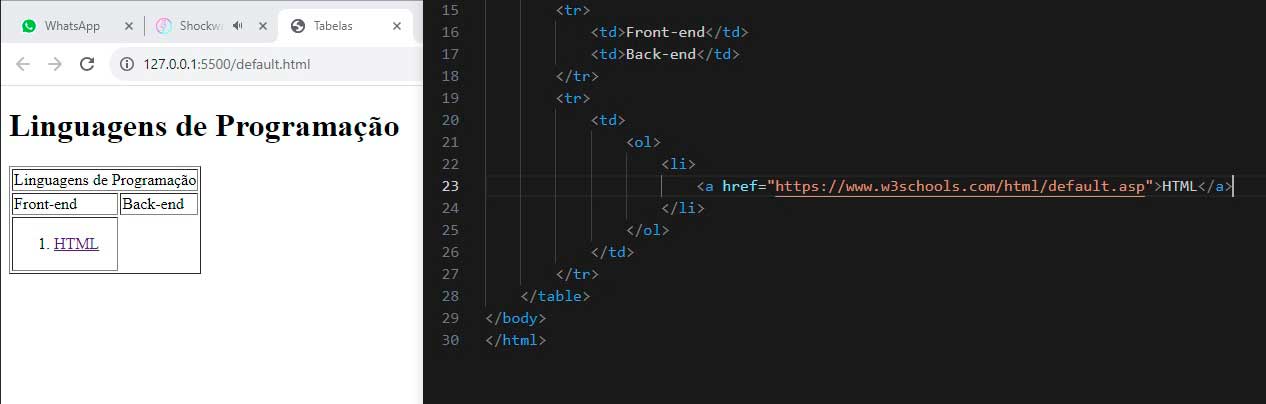 WhatsApp
Shockwa
Tabelas
127.0.0.1:5500/default.html
Linguagens de Programação
Linguagens de Programação
Front-end Back-end
1. HTML
15 <tr>
16 <td>Front-end</td>
17 <td>Back-end</td>
18 </tr>
19 <tr>
20 <td>
21 <ol>
22 <li>
23 <a href="https://www.w3schools.com/html/default.asp">HTML</a>
24 </li>
25 </ol>
26 </td>
27 </tr>
28 </table>
29 </body>
30 </html>